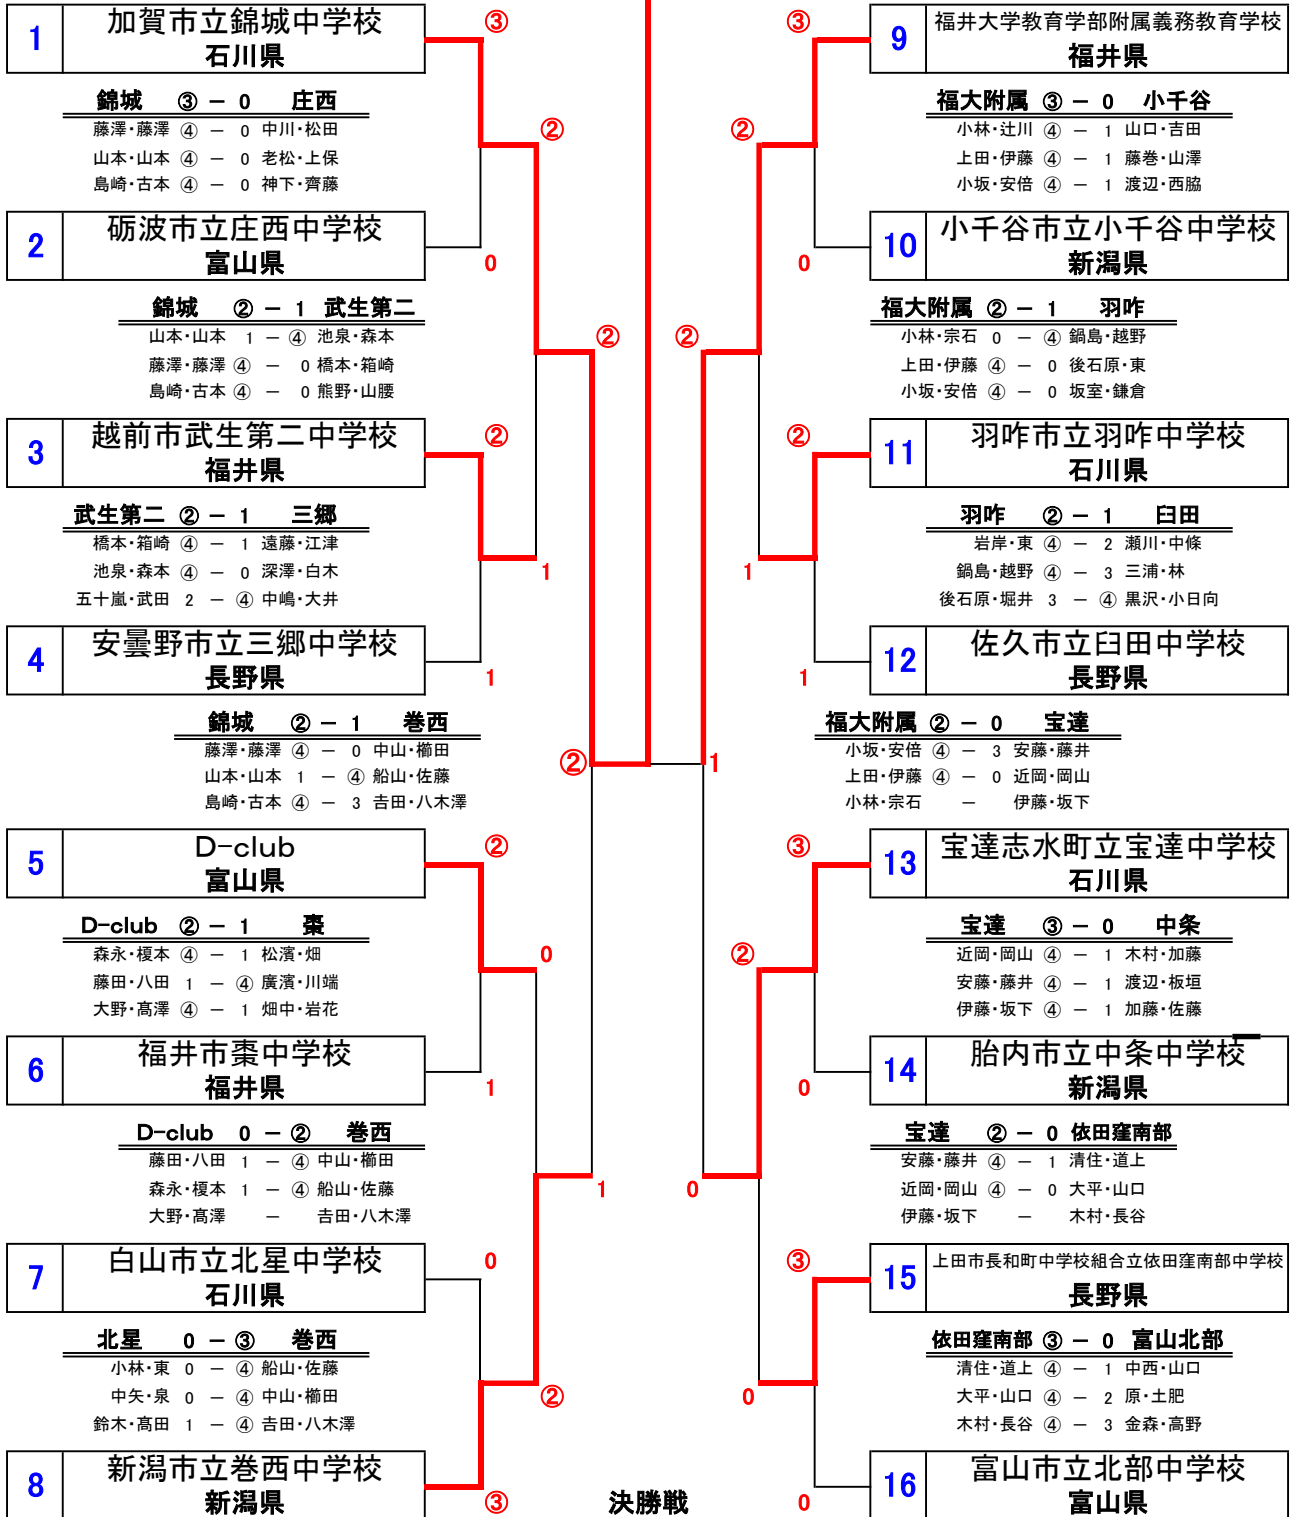 1 加賀市立錦城中学校
石川県
③
錦城 ③ － 0 庄西
藤澤・藤澤 ④ － 0 中川・松田
山本・山本 ④ － 0 老松・上保
島崎・古本 ④ － 0 神下・齊藤
②
2 砺波市立庄西中学校
富山県
0
錦城 ② － 1 武生第二
山本・山本 1 － ④ 池泉・森本
藤澤・藤澤 ④ － 0 橋本・箱崎
島崎・古本 ④ － 0 熊野・山腰
②
3 越前市武生第二中学校
福井県
②
武生第二 ② － 1 三郷
橋本・箱崎 ④ － 1 遠藤・江津
池泉・森本 ④ － 0 深澤・白木
五十嵐・武田 2 － ④ 中嶋・大井
1
4 安曇野市立三郷中学校
長野県
1
錦城 ② － 1 巻西
藤澤・藤澤 ④ － 0 中山・櫛田
山本・山本 1 － ④ 船山・佐藤
島崎・古本 ④ － 3 吉田・八木澤
②
5 D-club
富山県
②
D-club ② － 1 棗
森永・榎本 ④ － 1 松濱・畑
藤田・八田 1 － ④ 廣濱・川端
大野・髙澤 ④ － 1 畑中・岩花
0
6 福井市棗中学校
福井県
1
D-club 0 － ② 巻西
藤田・八田 1 － ④ 中山・櫛田
森永・榎本 1 － ④ 船山・佐藤
大野・髙澤 － 吉田・八木澤
1
7 白山市立北星中学校
石川県
0
北星 0 － ③ 巻西
小林・東 0 － ④ 船山・佐藤
中矢・泉 0 － ④ 中山・櫛田
鈴木・髙田 1 － ④ 吉田・八木澤
②
8 新潟市立巻西中学校
新潟県
③
決勝戦
9 福井大学教育学部附属義務教育学校
福井県
③
福大附属 ③ － 0 小千谷
小林・辻川 ④ － 1 山口・吉田
上田・伊藤 ④ － 1 藤巻・山澤
小坂・安倍 ④ － 1 渡辺・西脇
②
10 小千谷市立小千谷中学校
新潟県
0
福大附属 ② － 1 羽咋
小林・宗石 0 － ④ 鍋島・越野
上田・伊藤 ④ － 0 後石原・東
小坂・安倍 ④ － 0 坂室・鎌倉
②
11 羽咋市立羽咋中学校
石川県
②
羽咋 ② － 1 臼田
岩岸・東 ④ － 2 瀬川・中條
鍋島・越野 ④ － 3 三浦・林
後石原・堀井 3 － ④ 黒沢・小日向
1
12 佐久市立臼田中学校
長野県
1
福大附属 ② － 0 宝達
小坂・安倍 ④ － 3 安藤・藤井
上田・伊藤 ④ － 0 近岡・岡山
小林・宗石 － 伊藤・坂下
1
13 宝達志水町立宝達中学校
石川県
③
宝達 ③ － 0 中条
近岡・岡山 ④ － 1 木村・加藤
安藤・藤井 ④ － 1 渡辺・板垣
伊藤・坂下 ④ － 1 加藤・佐藤
②
14 胎内市立中条中学校
新潟県
0
宝達 ② － 0 依田窪南部
安藤・藤井 ④ － 1 清住・道上
近岡・岡山 ④ － 0 大平・山口
伊藤・坂下 － 木村・長谷
0
15 上田市長和町中学校組合立依田窪南部中学校
長野県
③
依田窪南部 ③ － 0 富山北部
清住・道上 ④ － 1 中西・山口
大平・山口 ④ － 2 原・土肥
木村・長谷 ④ － 3 金森・高野
0
16 富山市立北部中学校
富山県
0